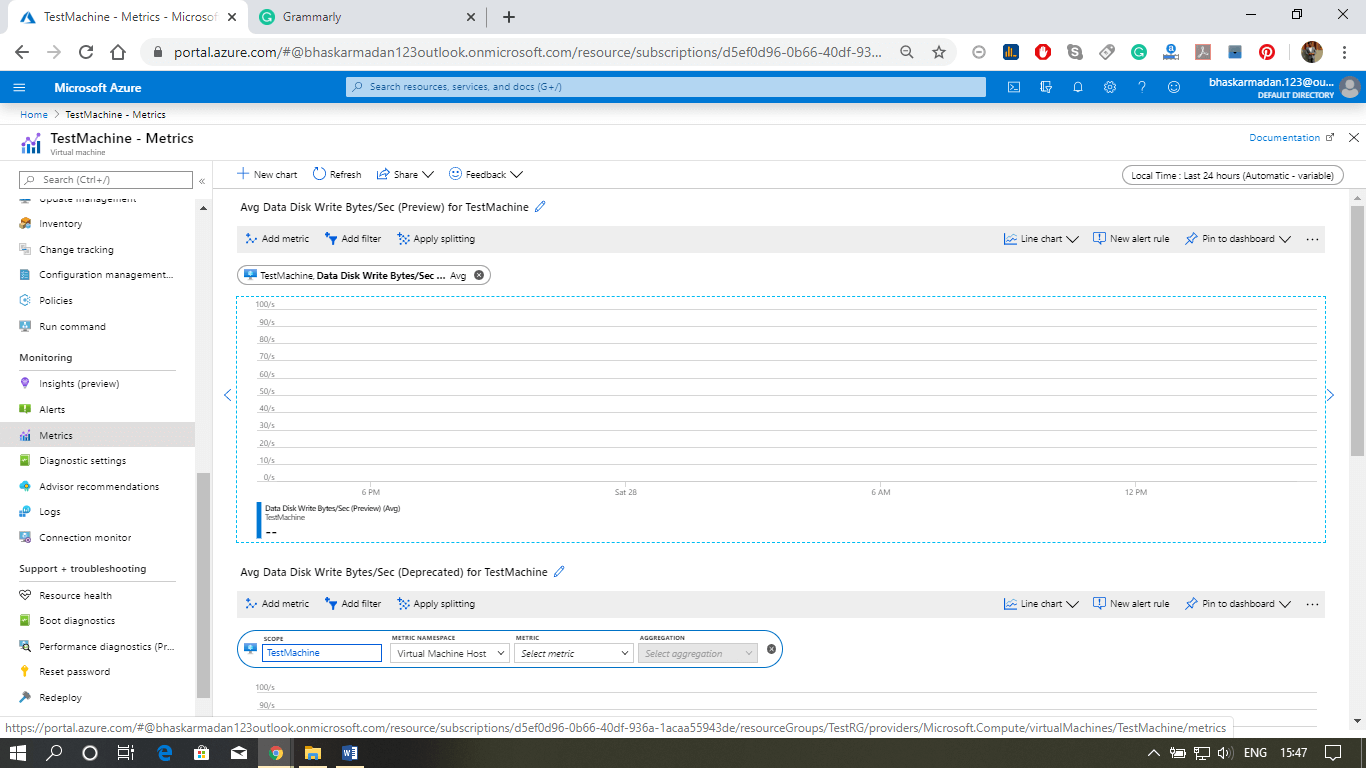 TestMachine - Metrics - Microsof
Grammarly
portal.azure.com/#@bhaskarmadan123outlook.onmicrosoft.com/resource/subscriptions/d5ef0d96-0b66-40df-93...
Microsoft Azure
Search resources, services, and docs (G+/)
bhaskarmadan.123@ou...
DEFAULT DIRECTORY
Home > TestMachine - Metrics
TestMachine - Metrics
Virtual machine
Documentation
Search (Ctrl+/)
«
Update management
Inventory
Change tracking
Configuration management...
Policies
Run command
Monitoring
Insights (preview)
Alerts
Metrics
Diagnostic settings
Advisor recommendations
Logs
Connection monitor
Support + troubleshooting
Resource health
Boot diagnostics
Performance diagnostics (Pr...
Reset password
Redeploy
New chart Refresh Share Feedback
Local Time : Last 24 hours (Automatic - variable)
Avg Data Disk Write Bytes/Sec (Preview) for TestMachine
Add metric Add filter Apply splitting Line chart New alert rule Pin to dashboard ...
TestMachine, Data Disk Write Bytes/Sec ... Avg
100/s
90/s
80/s
70/s
60/s
50/s
40/s
30/s
20/s
10/s
0/s
6 PM Sat 28 6 AM 12 PM
Data Disk Write Bytes/Sec (Preview) (Avg)
TestMachine
--
Avg Data Disk Write Bytes/Sec (Deprecated) for TestMachine
Add metric Add filter Apply splitting Line chart New alert rule Pin to dashboard ...
SCOPE METRIC NAMESPACE METRIC AGGREGATION
TestMachine Virtual Machine Host Select metric Select aggregation
100/s
90/s
https://portal.azure.com/#@bhaskarmadan123outlook.onmicrosoft.com/resource/subscriptions/d5ef0d96-0b66-40df-936a-1acaa55943de/resourceGroups/TestRG/providers/Microsoft.Compute/virtualMachines/TestMachine/metrics
ENG 15:47